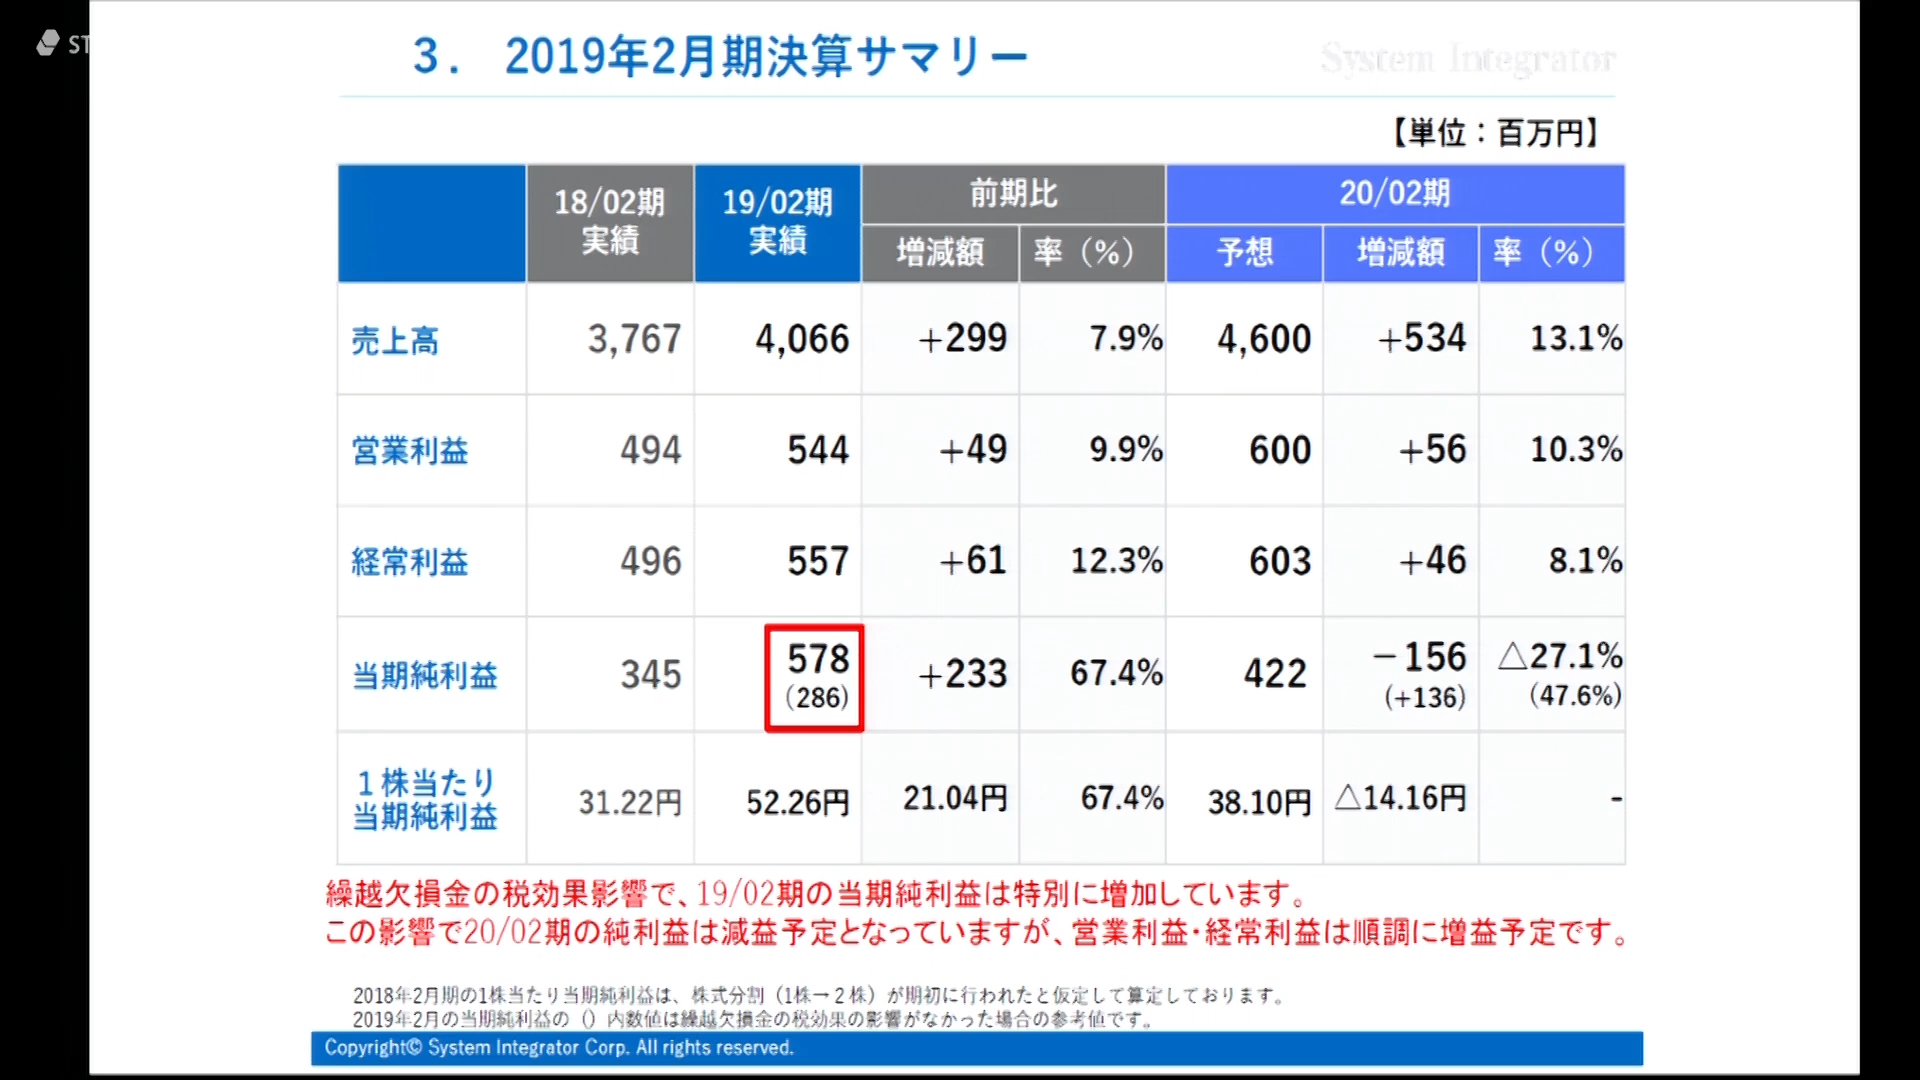 ST
3. 2019年2月期決算サマリー
System Integrator
【単位：百万円】
18/02期 実績 19/02期 実績 前期比 20/02期
増減額 率（%） 予想 増減額 率（%）
売上高 3,767 4,066 +299 7.9% 4,600 +534 13.1%
営業利益 494 544 +49 9.9% 600 +56 10.3%
経常利益 496 557 +61 12.3% 603 +46 8.1%
当期純利益 345 578 +233 67.4% 422 －156 △27.1%
(286) (+136) (47.6%)
１株当たり
当期純利益 31.22円 52.26円 21.04円 67.4% 38.10円 △14.16円 -
繰越欠損金の税効果影響で、19/02期の当期純利益は特別に増加しています。
この影響で20/02期の純利益は減益予定となっていますが、営業利益・経常利益は順調に増益予定です。
2018年2月期の1株当たり当期純利益は、株式分割（1株→２株）が期初に行われたと仮定して算定しております。
2019年2月の当期純利益の（）内数値は繰越欠損金の税効果の影響がなかった場合の参考値です。
Copyright© System Integrator Corp. All rights reserved.